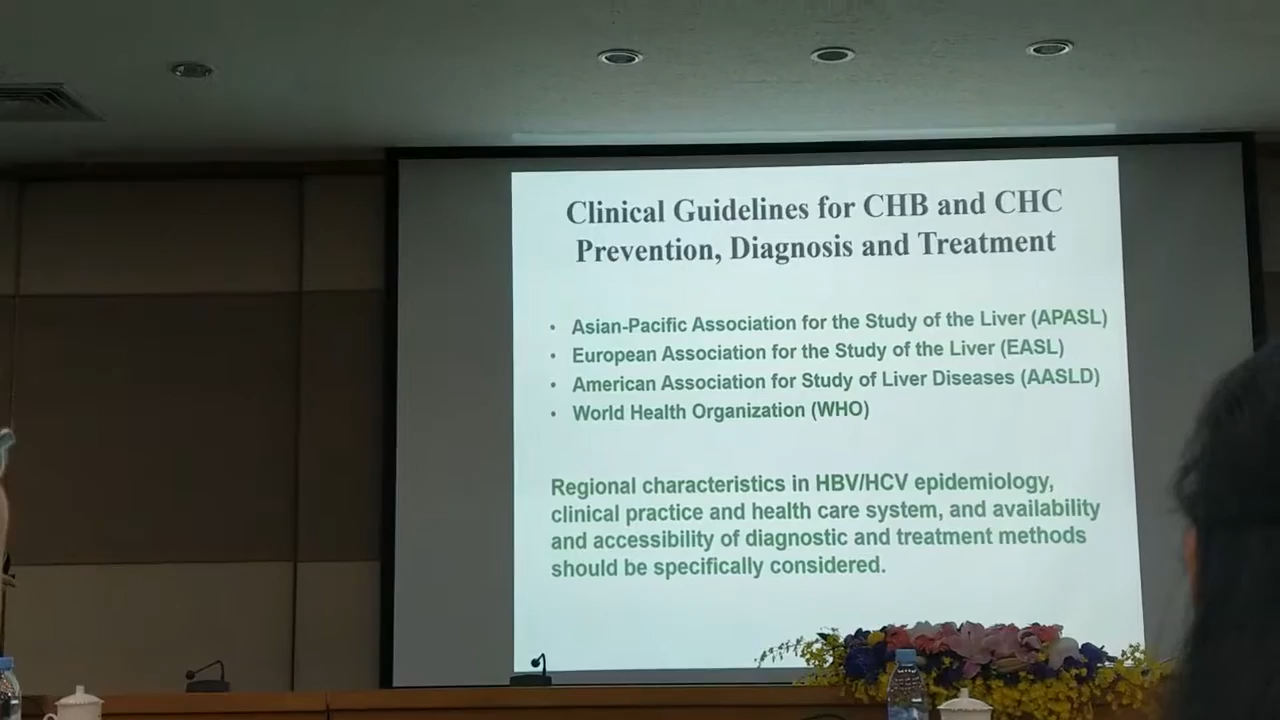 Clinical Guidelines for CHB and CHC
Prevention, Diagnosis and Treatment
• Asian-Pacific Association for the Study of the Liver (APASL)
• European Association for the Study of the Liver (EASL)
• American Association for Study of Liver Diseases (AASLD)
• World Health Organization (WHO)
Regional characteristics in HBV/HCV epidemiology,
clinical practice and health care system, and availability
and accessibility of diagnostic and treatment methods
should be specifically considered.